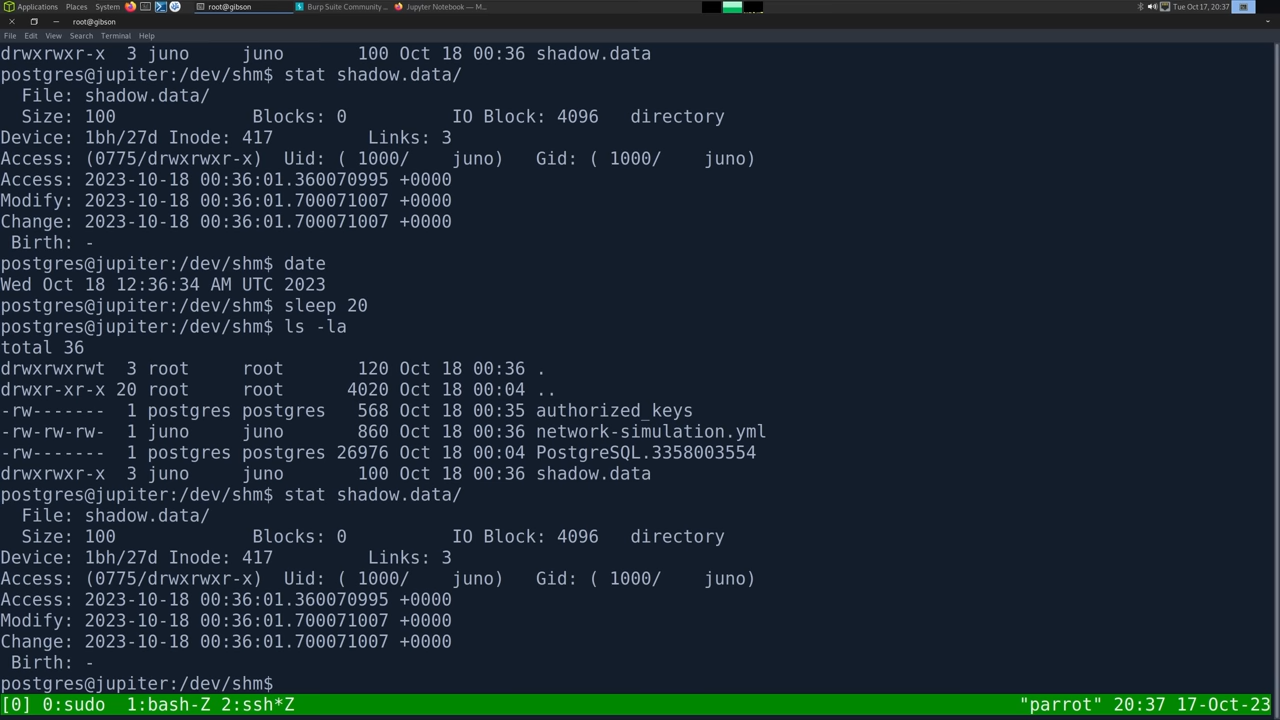 Applications Places System root@gibson Burp Suite Community ... Jupyter Notebook — M... Tue Oct 17, 20:37
root@gibson
File Edit View Search Terminal Help
drwxrwxr-x 3 juno juno 100 Oct 18 00:36 shadow.data
postgres@jupiter:/dev/shm$ stat shadow.data/
File: shadow.data/
Size: 100 Blocks: 0 IO Block: 4096 directory
Device: 1bh/27d Inode: 417 Links: 3
Access: (0775/drwxrwxr-x) Uid: ( 1000/ juno) Gid: ( 1000/ juno)
Access: 2023-10-18 00:36:01.360070995 +0000
Modify: 2023-10-18 00:36:01.700071007 +0000
Change: 2023-10-18 00:36:01.700071007 +0000
Birth: -
postgres@jupiter:/dev/shm$ date
Wed Oct 18 12:36:34 AM UTC 2023
postgres@jupiter:/dev/shm$ sleep 20
postgres@jupiter:/dev/shm$ ls -la
total 36
drwxrwxrwt 3 root root 120 Oct 18 00:36 .
drwxr-xr-x 20 root root 4020 Oct 18 00:04 ..
-rw------- 1 postgres postgres 568 Oct 18 00:35 authorized_keys
-rw-rw-rw- 1 juno juno 860 Oct 18 00:36 network-simulation.yml
-rw------- 1 postgres postgres 26976 Oct 18 00:04 PostgreSQL.3358003554
drwxrwxr-x 3 juno juno 100 Oct 18 00:36 shadow.data
postgres@jupiter:/dev/shm$ stat shadow.data/
File: shadow.data/
Size: 100 Blocks: 0 IO Block: 4096 directory
Device: 1bh/27d Inode: 417 Links: 3
Access: (0775/drwxrwxr-x) Uid: ( 1000/ juno) Gid: ( 1000/ juno)
Access: 2023-10-18 00:36:01.360070995 +0000
Modify: 2023-10-18 00:36:01.700071007 +0000
Change: 2023-10-18 00:36:01.700071007 +0000
Birth: -
postgres@jupiter:/dev/shm$
[0] 0:sudo 1:bash-Z 2:ssh*Z "parrot" 20:37 17-Oct-23